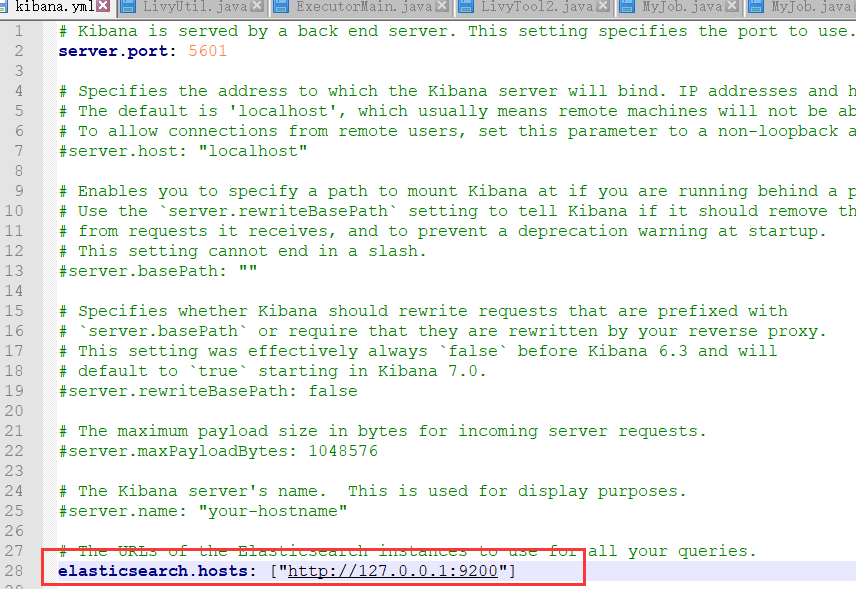 kibana.yml LivyUtil.java ExecutorMain.java LivyTool2.java MyJob.java MyJob.java
1 # Kibana is served by a back end server. This setting specifies the port to use.
2 server.port: 5601
3
4 # Specifies the address to which the Kibana server will bind. IP addresses and h
5 # The default is 'localhost', which usually means remote machines will not be ab
6 # To allow connections from remote users, set this parameter to a non-loopback a
7 #server.host: "localhost"
8
9 # Enables you to specify a path to mount Kibana at if you are running behind a p
10 # Use the `server.rewriteBasePath` setting to tell Kibana if it should remove th
11 # from requests it receives, and to prevent a deprecation warning at startup.
12 # This setting cannot end in a slash.
13 #server.basePath: ""
14
15 # Specifies whether Kibana should rewrite requests that are prefixed with
16 # `server.basePath` or require that they are rewritten by your reverse proxy.
17 # This setting was effectively always `false` before Kibana 6.3 and will
18 # default to `true` starting in Kibana 7.0.
19 #server.rewriteBasePath: false
20
21 # The maximum payload size in bytes for incoming server requests.
22 #server.maxPayloadBytes: 1048576
23
24 # The Kibana server's name.  This is used for display purposes.
25 #server.name: "your-hostname"
26
27 # The URLs of the Elasticsearch instances to use for all your queries.
28 elasticsearch.hosts: ["http://127.0.0.1:9200"]